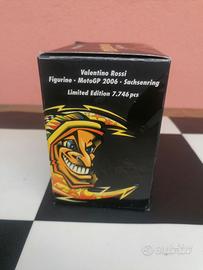 Valentino Rossi
Figurine - MotoGP 2006 - Sachsenring
Limited Edition 7.746 pcs
subito